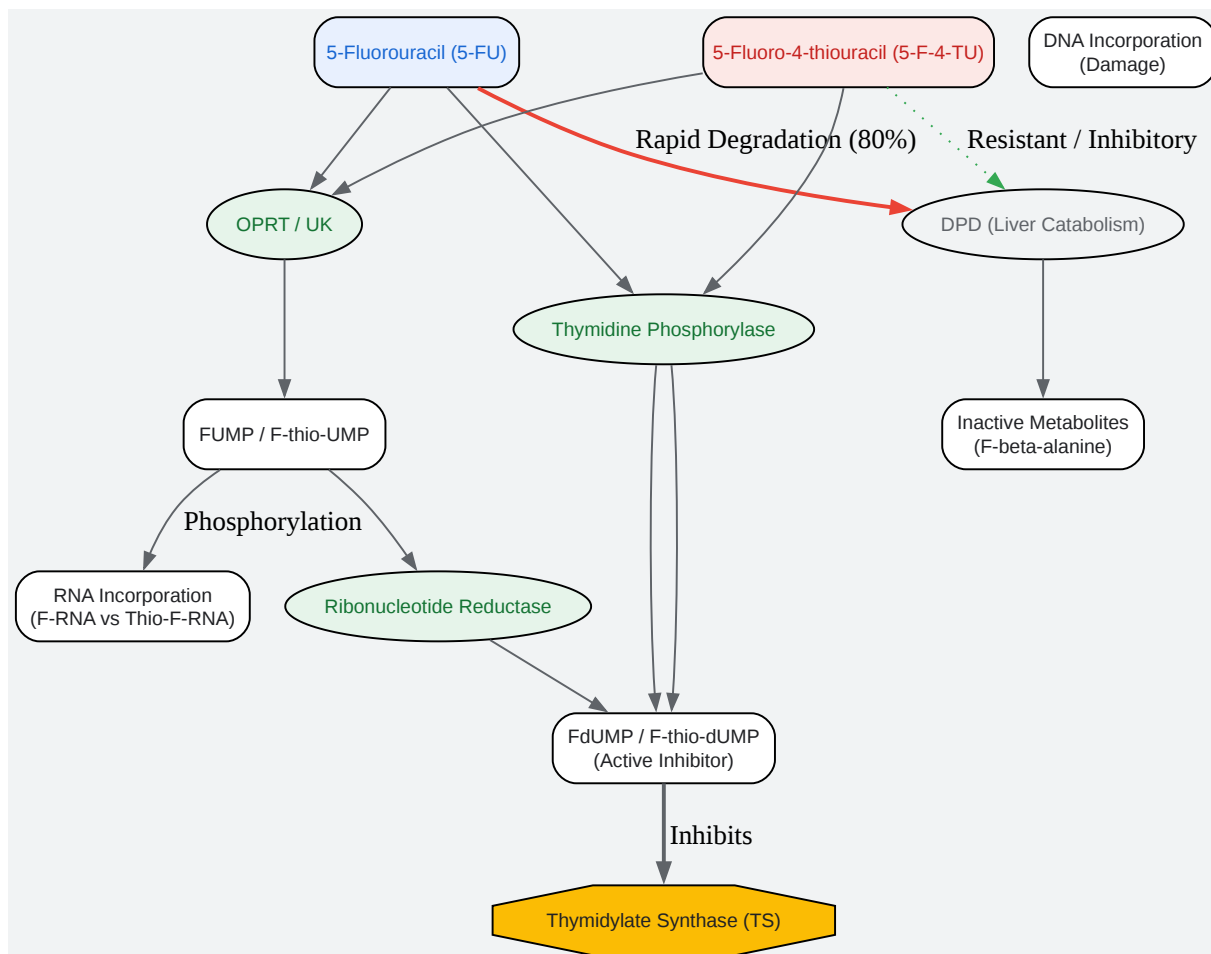 5-Fluorouracil (5-FU)
5-Fluoro-4-thiouracil (5-F-4-TU)
DNA Incorporation
(Damage)
Rapid Degradation (80%)
Resistant / Inhibitory
OPRT / UK
DPD (Liver Catabolism)
Thymidine Phosphorylase
FUMP / F-thio-UMP
Inactive Metabolites
(F-beta-alanine)
Phosphorylation
RNA Incorporation
(F-RNA vs Thio-F-RNA)
Ribonucleotide Reductase
FdUMP / F-thio-dUMP
(Active Inhibitor)
Inhibits
Thymidylate Synthase (TS)